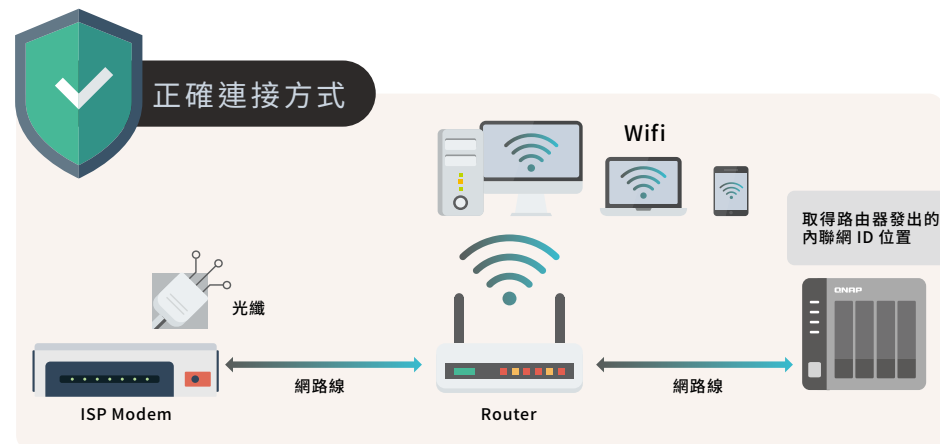 正確連接方式
Wifi
取得路由器發出的
內聯網 ID 位置
QNAP
光纖
網路線
網路線
ISP Modem
Router